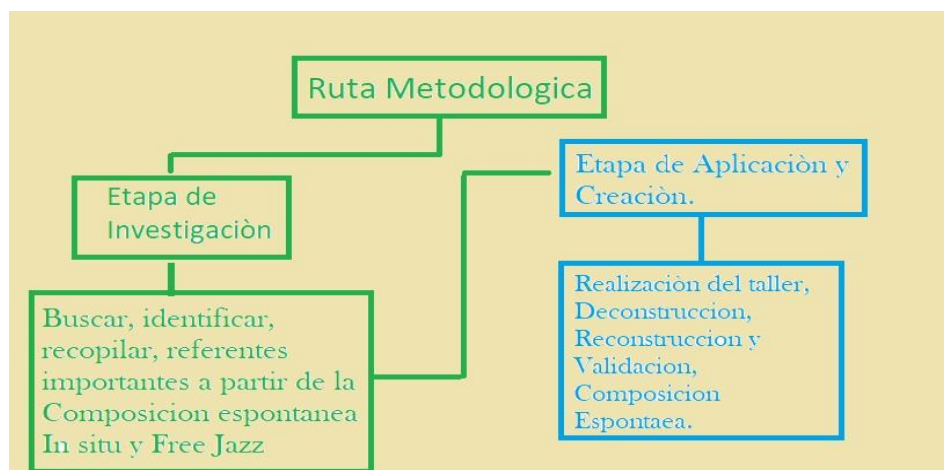 Ruta Metodologica
Etapa de
Investigaciòn
Buscar, identificar,
recopilar, referentes
importantes a partir de la
Composicion espontanea
In situ y Free Jazz
Etapa de Aplicaciòn y
Creaciòn.
Realizaciòn del taller,
Deconstruccion,
Reconstruccion y
Validacion,
Composicion
Espontaea.